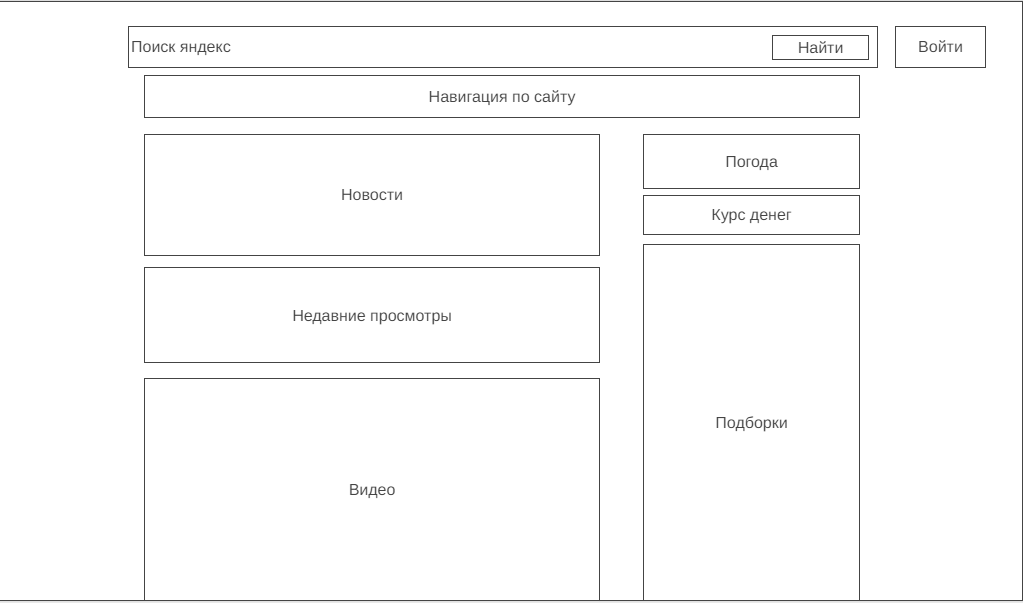 Поиск яндекс
Найти
Войти
Навигация по сайту
Новости
Погода
Курс денег
Недавние просмотры
Подборки
Видео